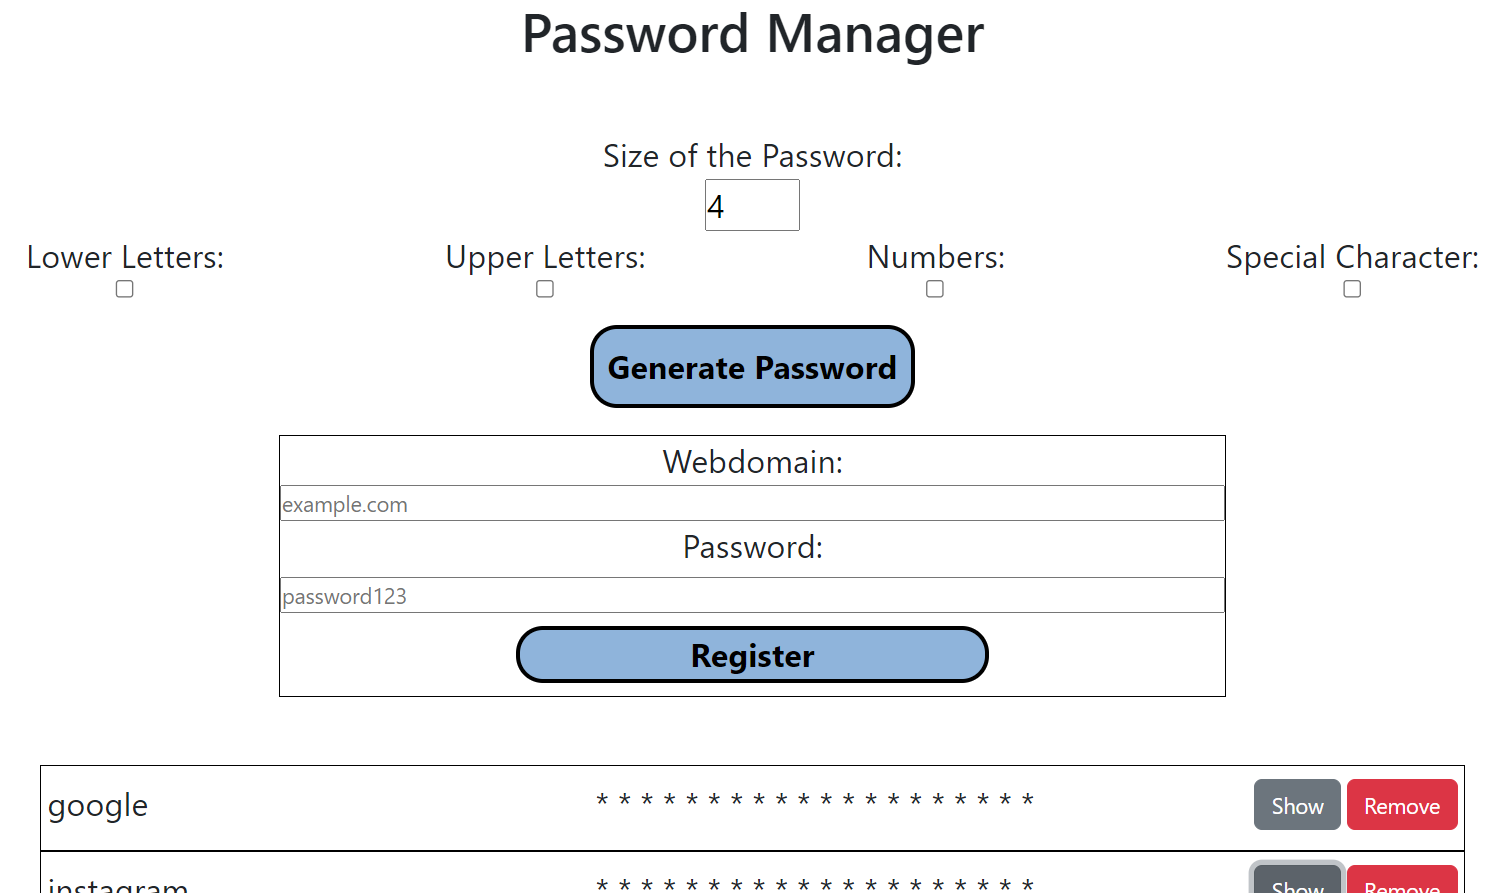 Password Manager
Size of the Password:
4
Lower Letters: Upper Letters: Numbers: Special Character:
Generate Password
Webdomain:
example.com
Password:
password123
Register
google * * * * * * * * * * * * * * * * * * * * Show Remove
instagram * * * * * * * * * * * * * * * * * * * * Show Remove